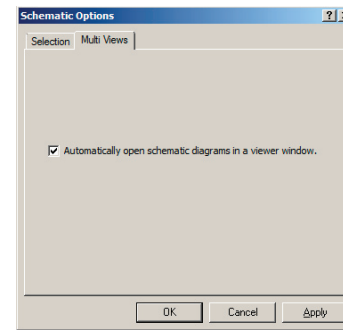 Schematic Options
Selection
Multi Views
Automatically open schematic diagrams in a viewer window.
OK
Cancel
Apply